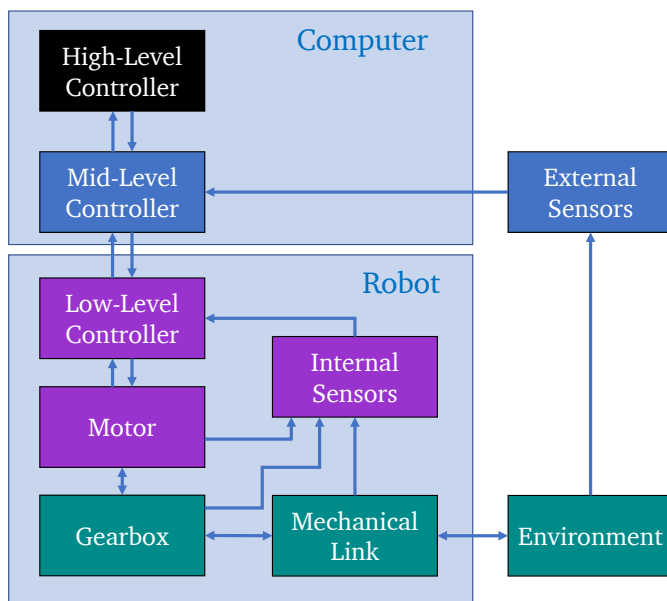 Computer
High-Level
Controller
Mid-Level
Controller
External
Sensors
Robot
Low-Level
Controller
Internal
Sensors
Motor
Gearbox
Mechanical
Link
Environment